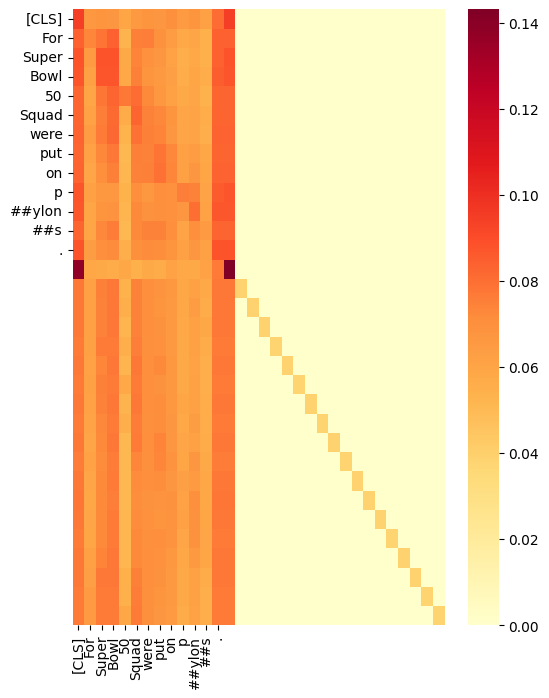 [CLS]
For
Super
Bowl
50
Squad
were
put
on
p
##ylon
##s
.
0.14
0.12
0.10
0.08
0.06
0.04
0.02
0.00
[CLS]
For
Super
Bowl
50
Squad
were
put
on
p
##ylon
##s
.